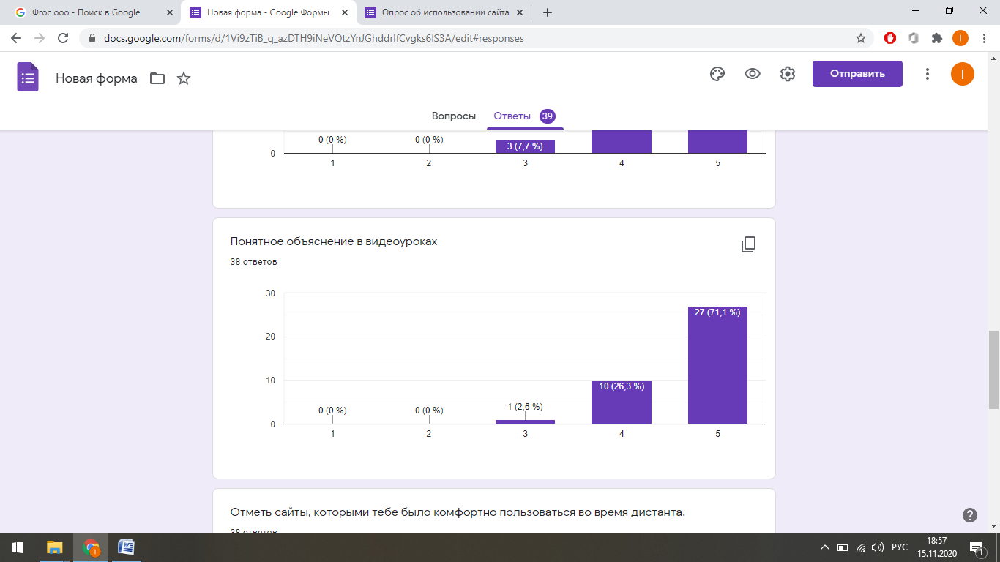 Фгос ооо - Поиск в Google
Новая форма - Google Формы
Опрос об использовании сайта
docs.google.com/forms/d/1Vi9zTiB_q_azDTH9iNeVQtzYnJGhddrIfCvgks6IS3A/edit#responses
I
Новая форма
Отправить
I
Вопросы Ответы 39
0 (0 %) 0 (0 %) 3 (7,7 %)
0
1 2 3 4 5
Понятное объяснение в видеоуроках
38 ответов
30
27 (71,1 %)
20
10
10 (26,3 %)
0 (0 %) 0 (0 %) 1 (2,6 %)
0
1 2 3 4 5
Отметь сайты, которыми тебе было комфортно пользоваться во время дистанта.
38 ответов
РУС
18:57
15.11.2020
1